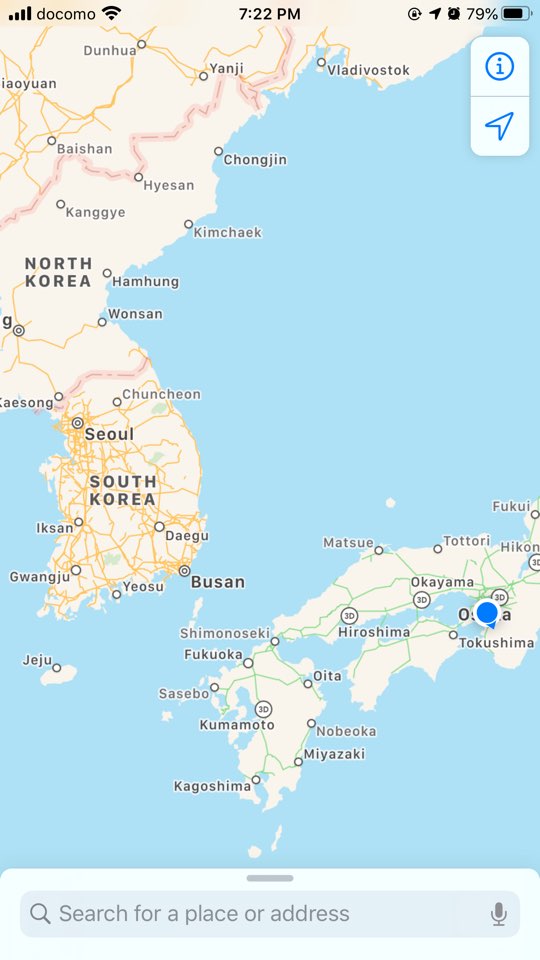 docomo 7:22 PM 79%
Dunhua
Yanji
Vladivostok
iaoyuan
Baishan
Chongjin
Hyesan
Kanggye
Kimchaek
NORTH
KOREA
Hamhung
Wonsan
g
Kaesong
Chuncheon
Seoul
SOUTH
KOREA
Iksan
Daegu
Gwangju
Yeosu
Busan
Fukui
Matsue
Tottori
Hikon
3D
Okayama
3D
3D
3D
Hiroshima
Tokushima
Shimonoseki
Fukuoka
Jeju
Oita
Sasebo
3D
Kumamoto
Nobeoka
Miyazaki
Kagoshima
Search for a place or address